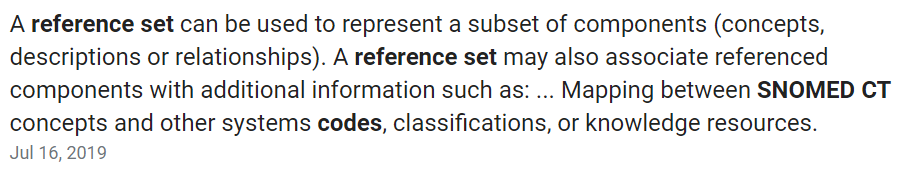 A reference set can be used to represent a subset of components (concepts,
descriptions or relationships). A reference set may also associate referenced
components with additional information such as: ... Mapping between SNOMED CT
concepts and other systems codes, classifications, or knowledge resources.
Jul 16, 2019